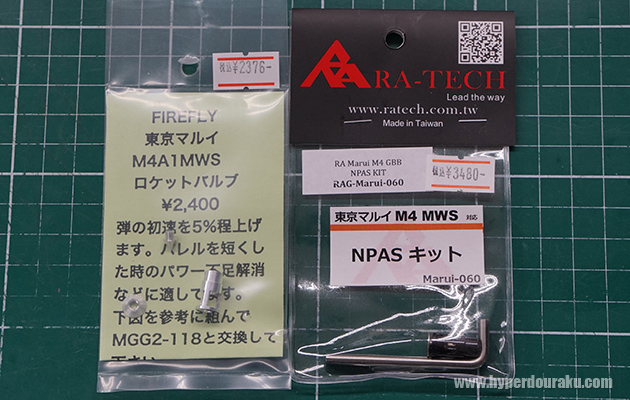 税込¥2376-
FIREFLY
東京マルイ
M4A1MWS
ロケットバルブ
¥2,400
弾の初速を5%程上げ
ます。バレルを短くし
た時のパワー不足解消
などに適してます。
下図を参考に組んで
MGG2-118と交換して
下さい
RA-TECH
Lead the way
www.ratech.com.tw
Made in Taiwan
RA Marui M4 GBB
NPAS KIT
RAG-Marui-060
税込¥3480-
東京マルイ M4 MWS 対応
NPAS キット
Marui-060
www.hyperdouraku.com